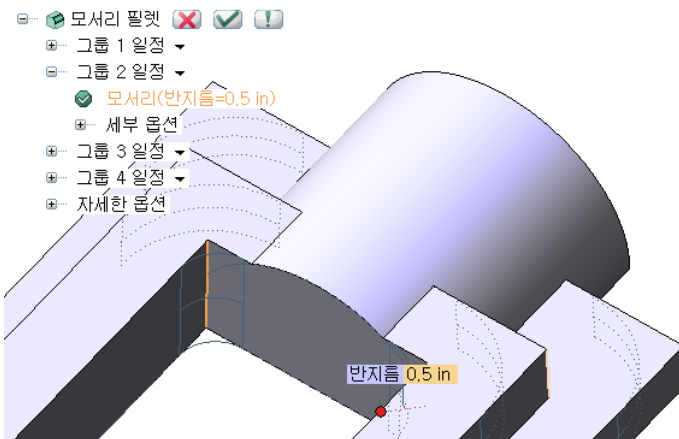 모서리 필렛
그룹 1 일정
그룹 2 일정
모서리(반지름=0.5 in)
세부 옵션
그룹 3 일정
그룹 4 일정
자세한 옵션
반지름 0.5 in